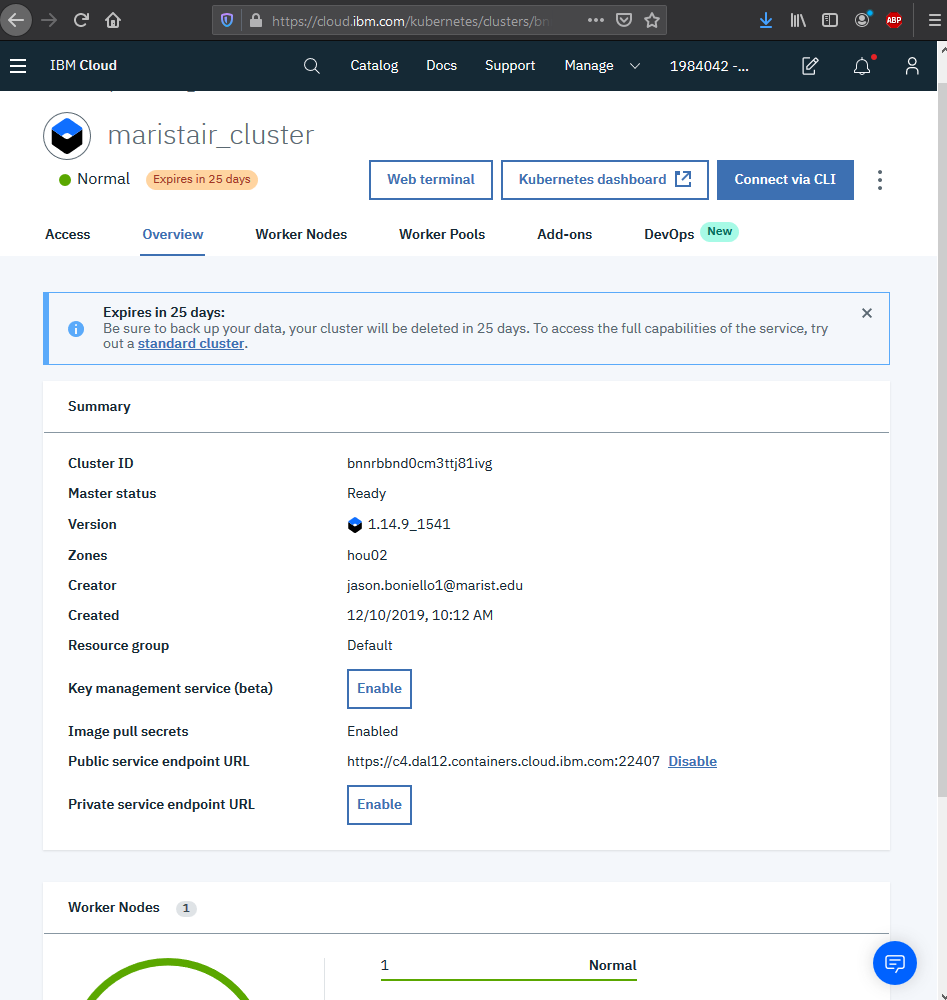 https://cloud.ibm.com/kubernetes/clusters/bn
ABP
IBM Cloud
Catalog Docs Support Manage 1984042 -...
maristair_cluster
Normal Expires in 25 days Web terminal Kubernetes dashboard Connect via CLI
Access Overview Worker Nodes Worker Pools Add-ons DevOps New
Expires in 25 days:
Be sure to back up your data, your cluster will be deleted in 25 days. To access the full capabilities of the service, try
out a standard cluster.
Summary
Cluster ID bnnrbbnd0cm3ttj81ivg
Master status Ready
Version 1.14.9_1541
Zones hou02
Creator jason.boniello1@marist.edu
Created 12/10/2019, 10:12 AM
Resource group Default
Key management service (beta) Enable
Image pull secrets Enabled
Public service endpoint URL https://c4.dal12.containers.cloud.ibm.com:22407 Disable
Private service endpoint URL Enable
Worker Nodes 1
1 Normal